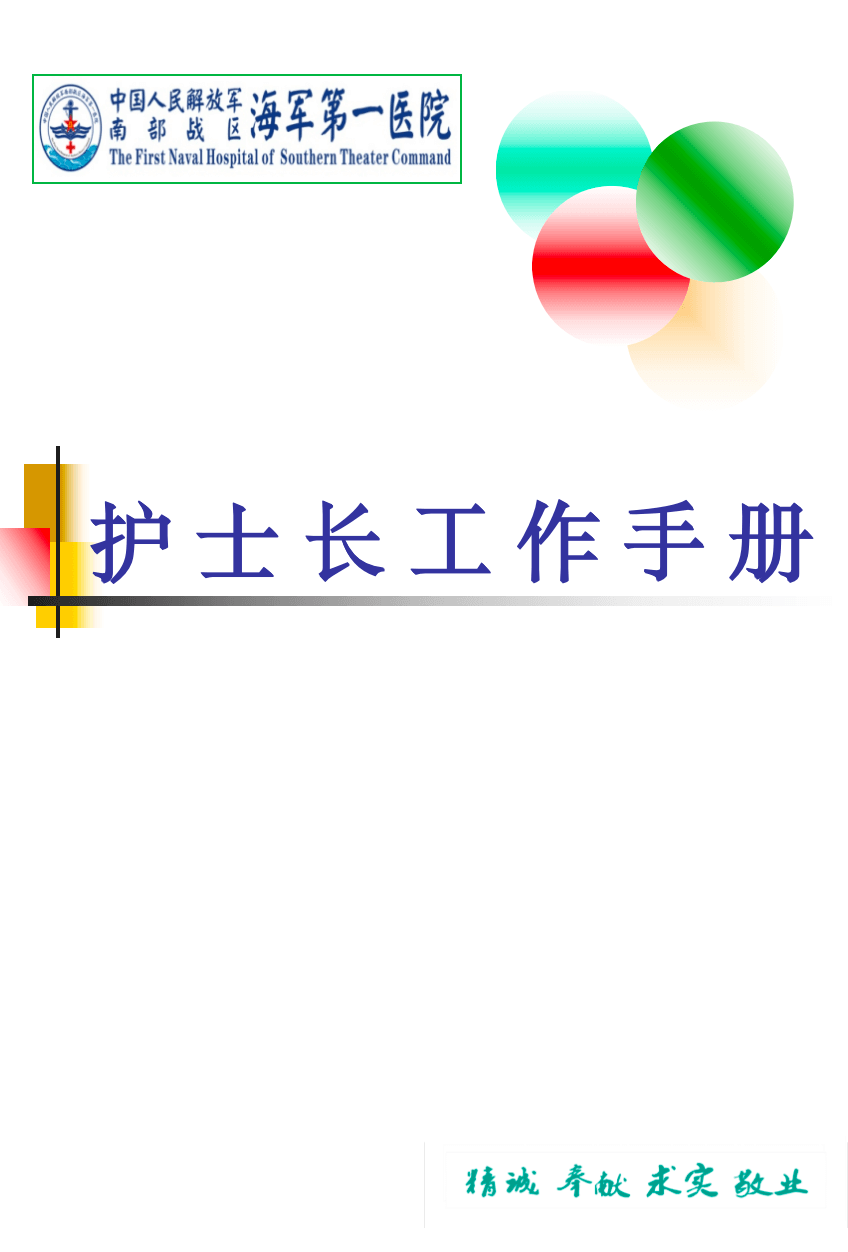 中国人民解放军
南部战区
海军第一医院
The First Naval Hospital of Southern Theater Command
护士长工作手册
精诚 奉献 求实 敬业